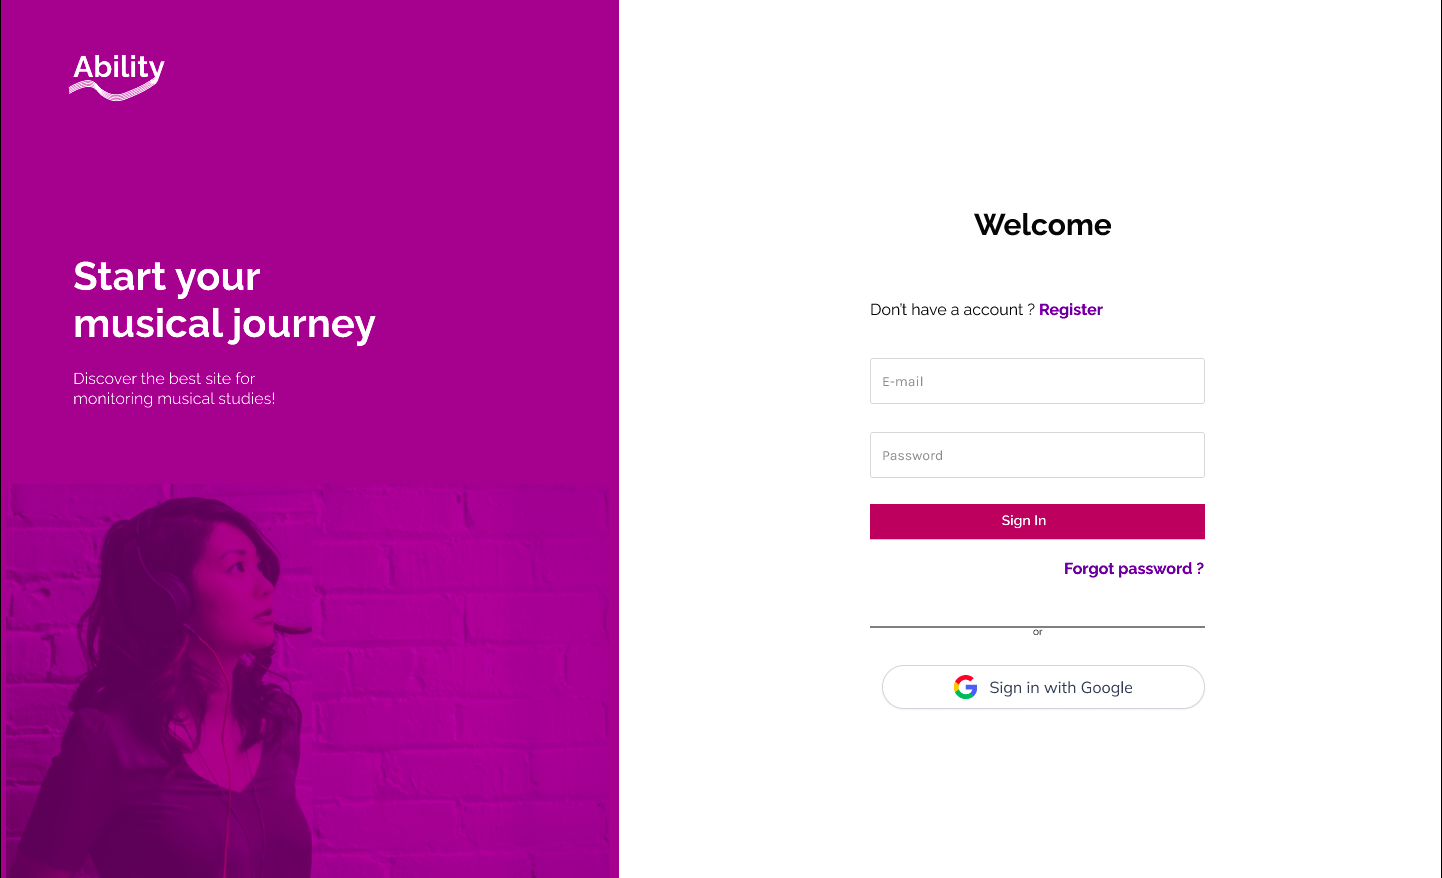 Ability
Start your
musical journey
Discover the best site for
monitoring musical studies!
Welcome
Don't have a account ? Register
E-mail
Password
Sign In
Forgot password ?
or
Sign in with Google